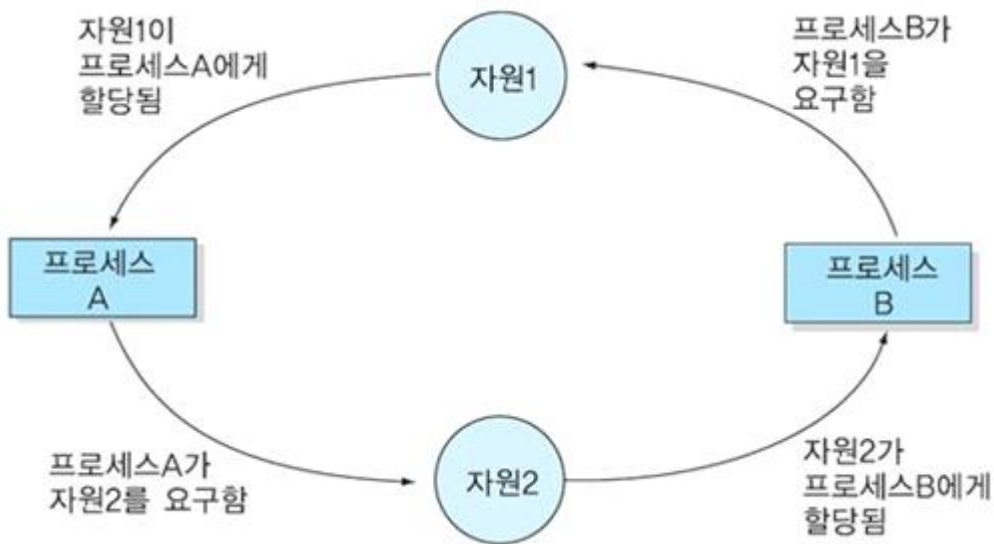 자원1이
프로세스A에게
할당됨
자원1
프로세스B가
자원1을
요구함
프로세스
A
프로세스
B
프로세스A가
자원2를 요구함
자원2
자원2가
프로세스B에게
할당됨